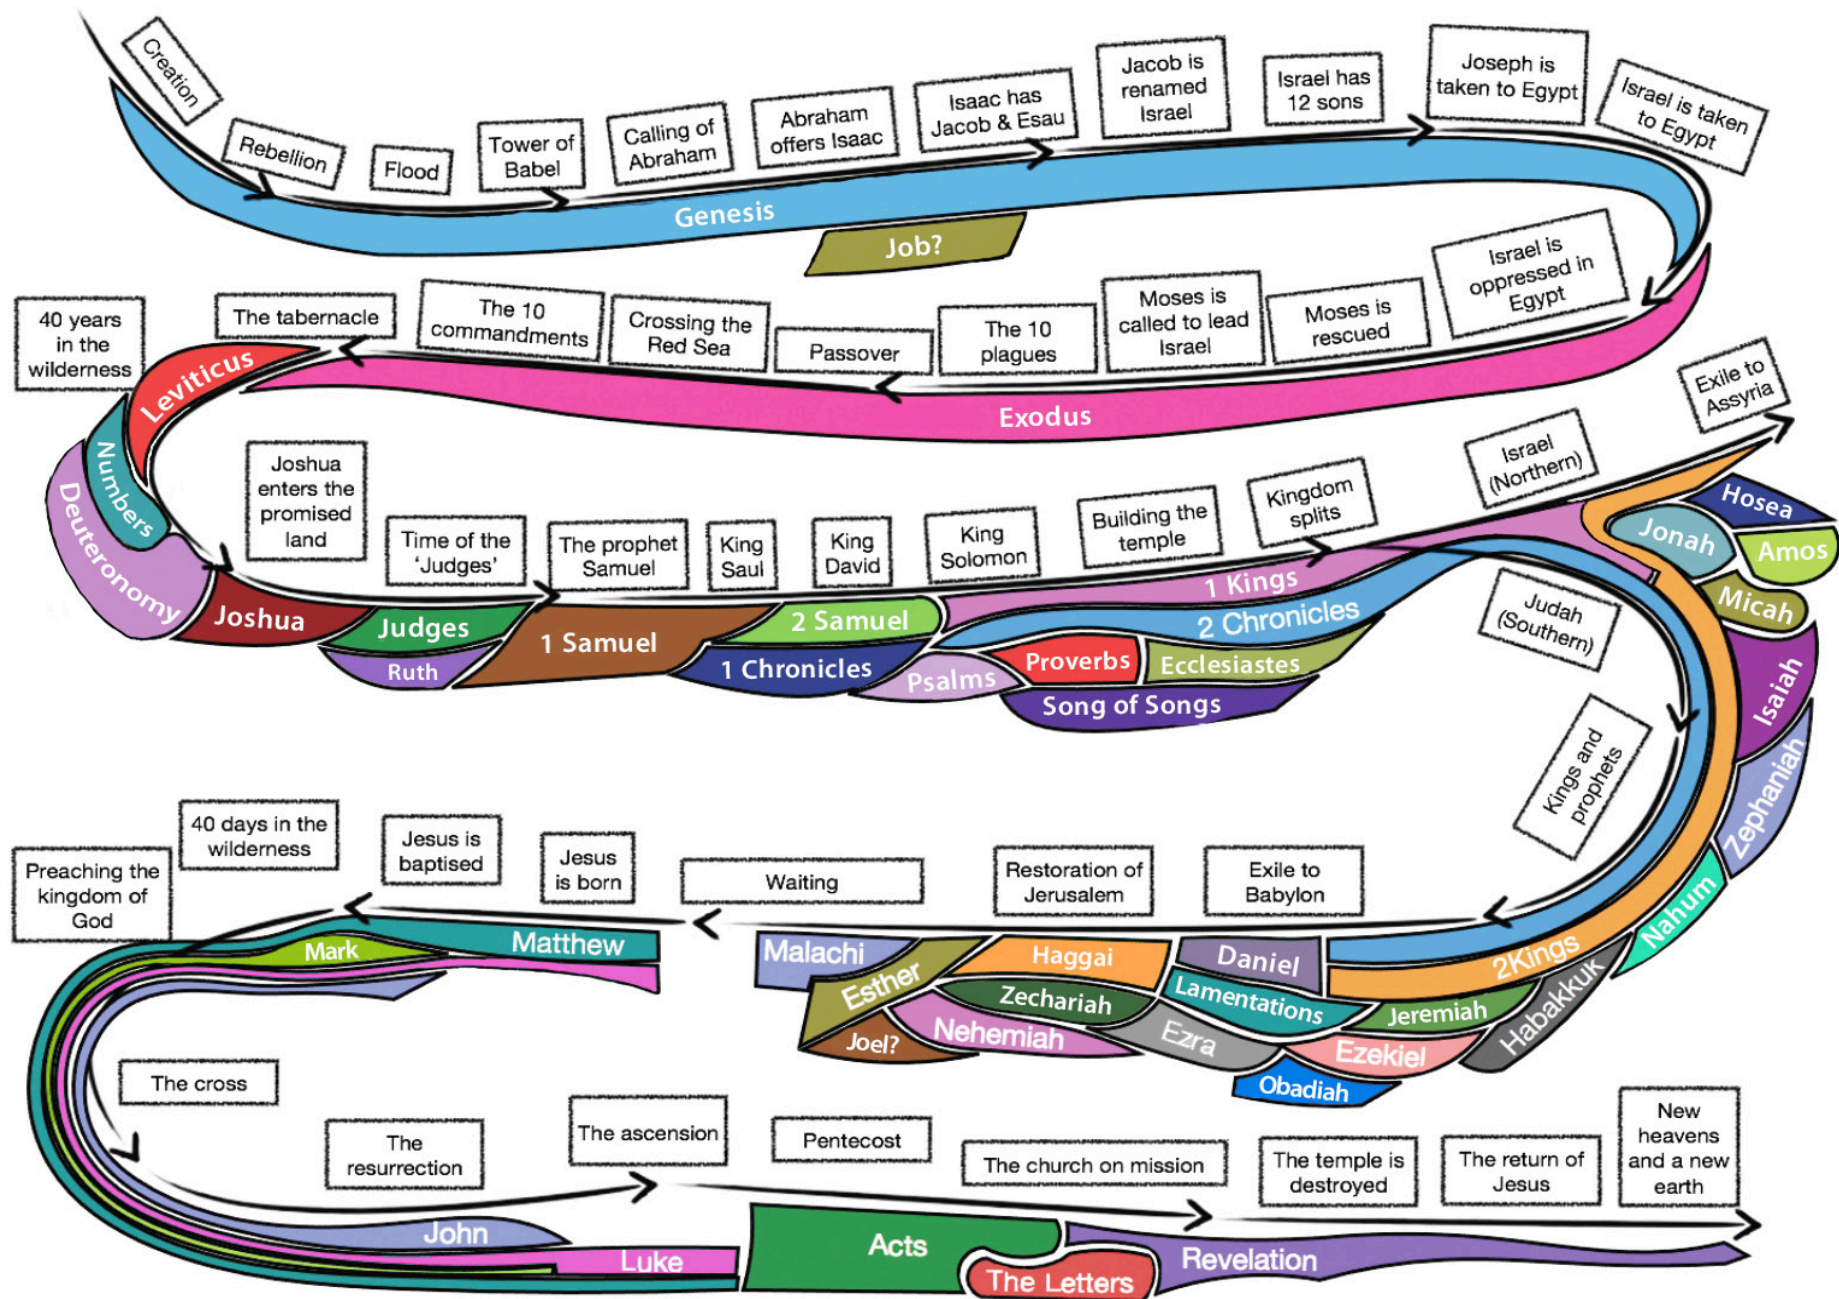 Creation
Rebellion
Flood
Tower of
Babel
Calling of
Abraham
Abraham
offers Isaac
Isaac has
Jacob & Esau
Jacob is
renamed
Israel
Israel has
12 sons
Joseph is
taken to Egypt
Israel is taken
to Egypt
Genesis
Job?
Israel is
oppressed in
Egypt
Moses is
rescued
Moses is
called to lead
Israel
The 10
plagues
Passover
Crossing the
Red Sea
The 10
commandments
The tabernacle
40 years
in the
wilderness
Exodus
Leviticus
Numbers
Deuteronomy
Joshua
enters the
promised
land
Time of the
‘Judges’
The prophet
Samuel
King
Saul
King
David
King
Solomon
Building the
temple
Kingdom
splits
Israel
(Northern)
Exile to
Assyria
Joshua
Judges
Ruth
1 Samuel
2 Samuel
1 Chronicles
1 Kings
2 Chronicles
Psalms
Proverbs
Ecclesiastes
Song of Songs
Hosea
Jonah
Amos
Micah
Judah
(Southern)
Isaiah
Zephaniah
Kings and
prophets
Nahum
Exile to
Babylon
Restoration of
Jerusalem
Waiting
Jesus
is born
Jesus is
baptised
40 days in the
wilderness
Preaching the
kingdom of
God
2Kings
Habakkuk
Jeremiah
Ezekiel
Obadiah
Daniel
Lamentations
Ezra
Haggai
Zechariah
Nehemiah
Esther
Joel?
Malachi
Matthew
Mark
The cross
The
resurrection
The ascension
Pentecost
The church on mission
The temple is
destroyed
The return of
Jesus
New
heavens
and a new
earth
John
Luke
Acts
The Letters
Revelation